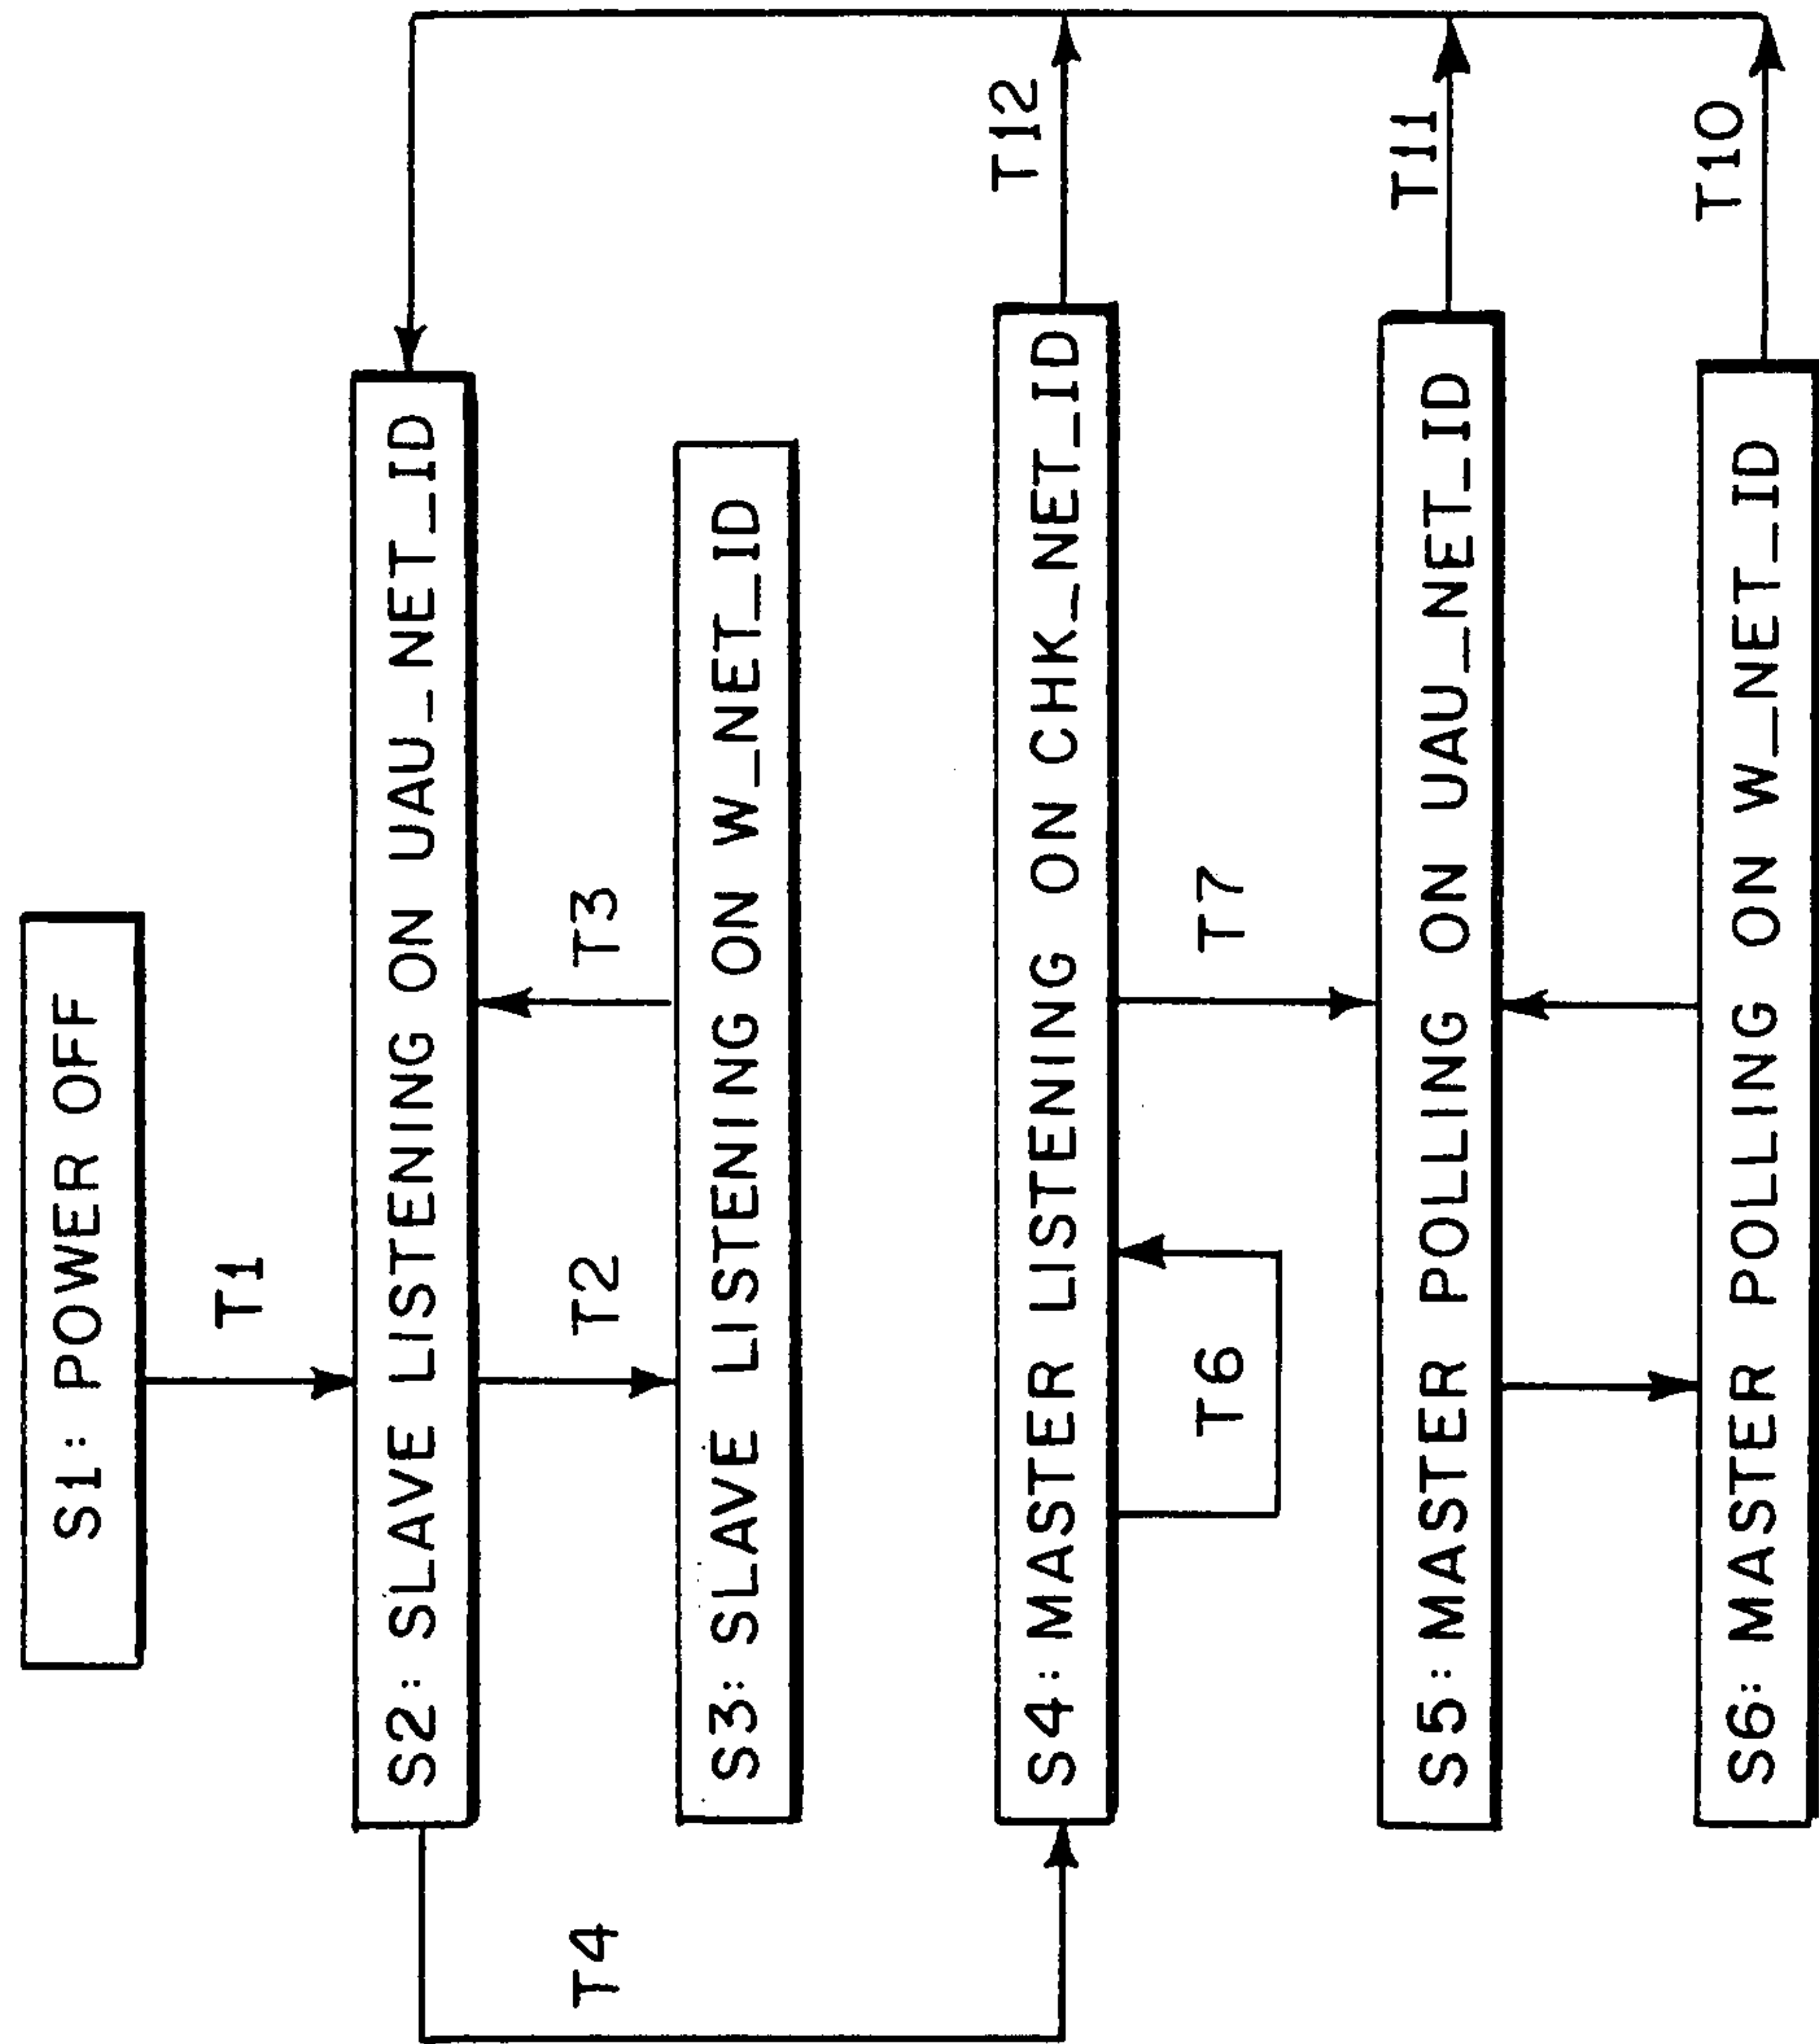 S1: POWER OFF
T1
S2: SLAVE LISTENING ON UAU_NET_ID
T4
T2
T3
S3: SLAVE LISTENING ON W_NET_ID
T12
S4: MASTER LISTENING ON CHK_NET_ID
T6
T7
T11
S5: MASTER POLLING ON UAU_NET_ID
T10
S6: MASTER POLLING ON W_NET_ID